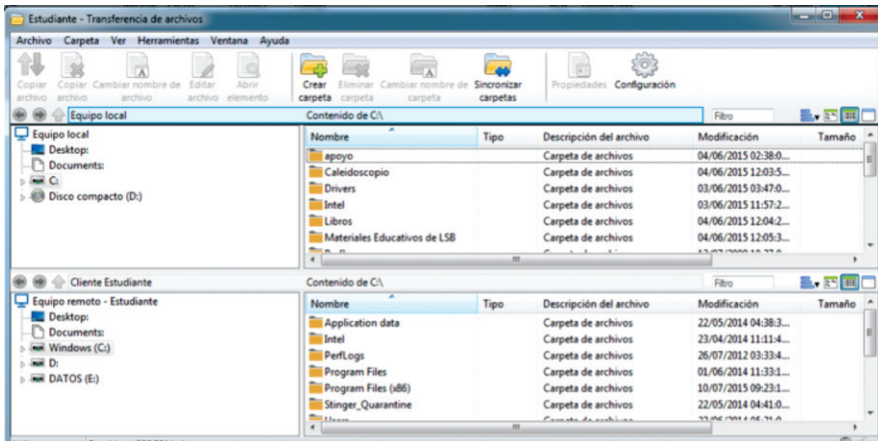 Estudiante - Transferencia de archivos
Archivo Carpeta Ver Herramientas Ventana Ayuda
Copiar archivo Copiar archivo Cambiar nombre de archivo Editar archivo Abrir elemento Crear carpeta Eliminar carpeta Cambiar nombre de carpeta Sincronizar carpetas Propiedades Configuración
Equipo local Contenido de C:\ Filtro
Equipo local
Desktop:
Documents:
C:
Disco compacto (D:)
Nombre Tipo Descripción del archivo Modificación Tamaño
apoyo Carpeta de archivos 04/06/2015 02:38:0...
Caleidoscopio Carpeta de archivos 04/06/2015 12:03:5...
Drivers Carpeta de archivos 03/06/2015 03:47:0...
Intel Carpeta de archivos 03/06/2015 11:57:2...
Libros Carpeta de archivos 04/06/2015 12:04:2...
Materiales Educativos de LSB Carpeta de archivos 04/06/2015 12:05:3...
Cliente Estudiante Contenido de C:\ Filtro
Equipo remoto - Estudiante
Desktop:
Documents:
Windows (C:)
D:
DATOS (E:)
Nombre Tipo Descripción del archivo Modificación Tamaño
Application data Carpeta de archivos 22/05/2014 04:38:3...
Intel Carpeta de archivos 23/04/2014 11:11:4...
PerfLogs Carpeta de archivos 26/07/2012 03:33:4...
Program Files Carpeta de archivos 01/06/2014 11:33:1...
Program Files (x86) Carpeta de archivos 10/07/2015 09:23:1...
Stinger_Quarantine Carpeta de archivos 22/05/2014 04:41:0...